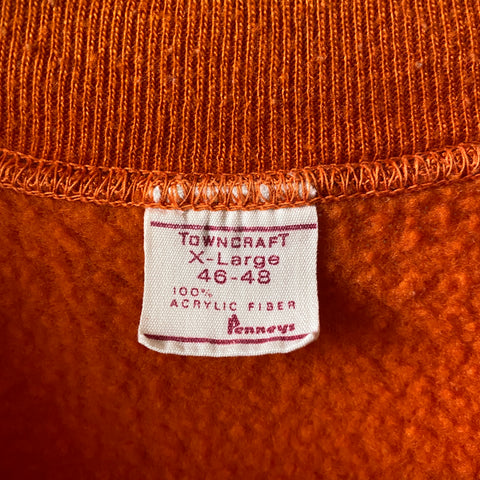 TOWNCRAFT
X-Large
46-48
100%
ACRYLIC FIBER
Penneys